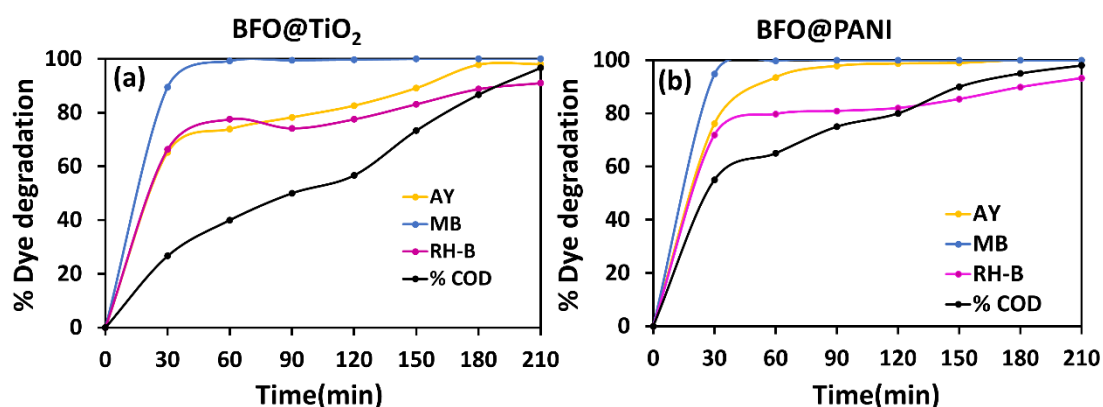 BFO@TiO₂
(a)
% Dye degradation
100
80
60
40
20
0
AY
MB
RH-B
% COD
0 30 60 90 120 150 180 210
Time(min)
BFO@PANI
(b)
% Dye degradation
100
80
60
40
20
0
AY
MB
RH-B
% COD
0 30 60 90 120 150 180 210
Time(min)